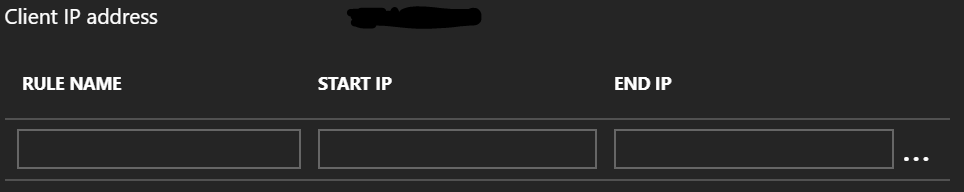 Client IP address
RULE NAME START IP END IP
...